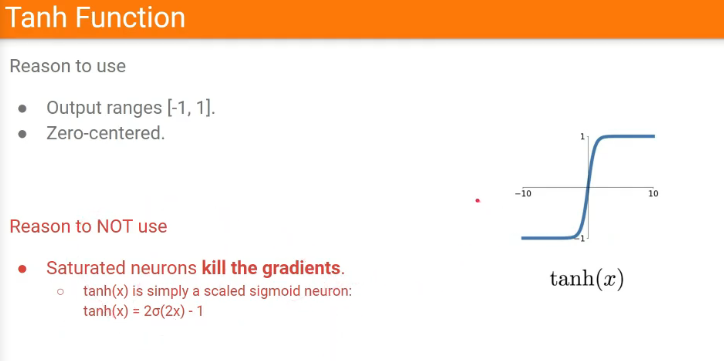 Tanh Function
Reason to use
● Output ranges [-1, 1].
● Zero-centered.
Reason to NOT use
● Saturated neurons kill the gradients.
○ tanh(x) is simply a scaled sigmoid neuron:
tanh(x) = 2σ(2x) - 1
1
-10
10
-1
tanh(x)